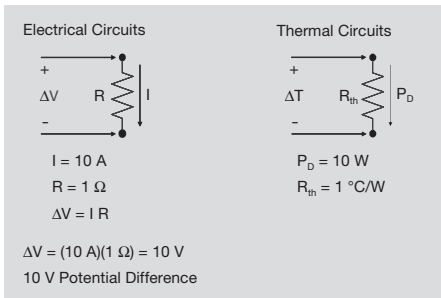 Electrical Circuits
+
ΔV
R
I
-
I = 10 A
R = 1 Ω
ΔV = I R
ΔV = (10 A)(1 Ω) = 10 V
10 V Potential Difference
Thermal Circuits
+
ΔT
Rth
PD
-
PD = 10 W
Rth = 1 °C/W